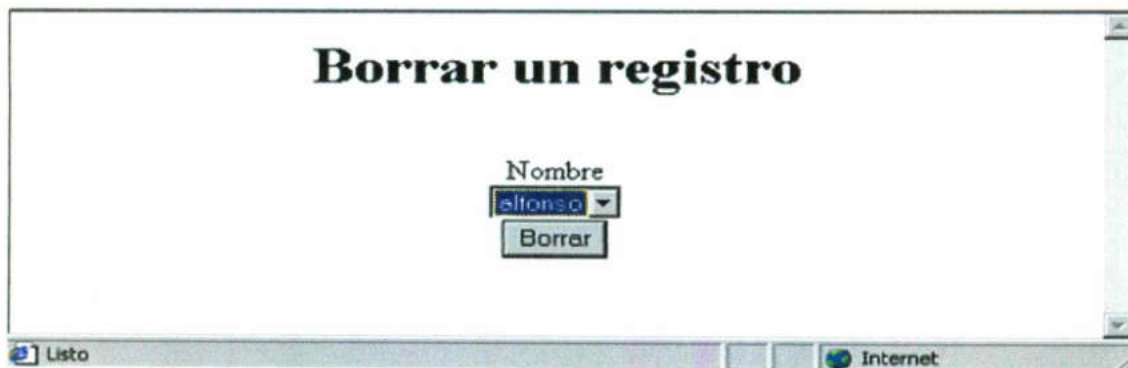 Borrar un registro
Nombre
alfonso
Borrar
Listo
Internet